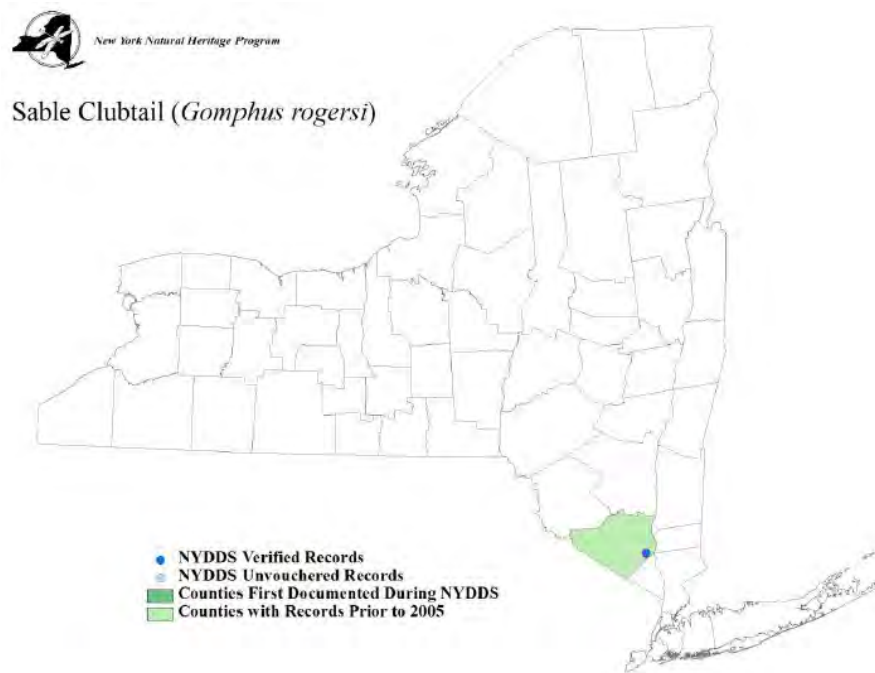 New York Natural Heritage Program
Sable Clubtail (Gomphus rogersi)
NYDDS Verified Records
NYDDS Unvouchered Records
Counties First Documented During NYDDS
Counties with Records Prior to 2005